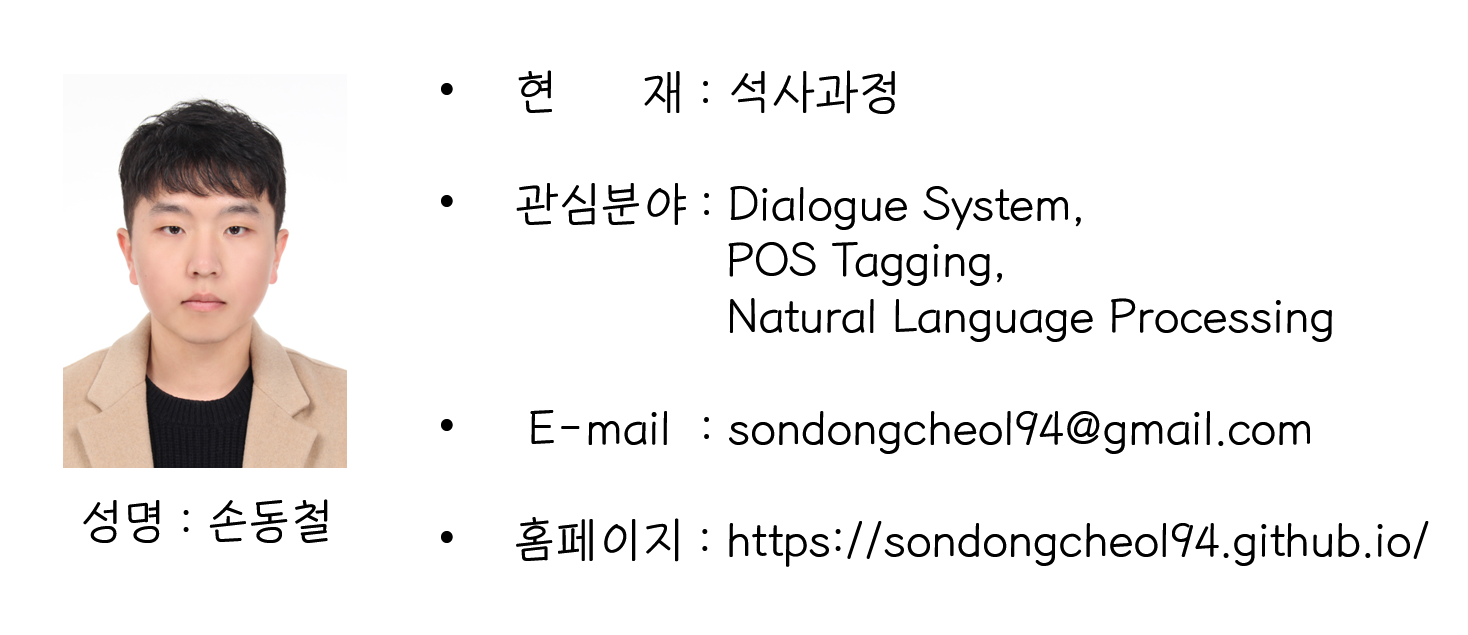 • 현 재 : 석사과정
• 관심분야 : Dialogue System,
POS Tagging,
Natural Language Processing
• E-mail : sondongcheol94@gmail.com
성명 : 손동철
• 홈페이지 : https://sondongcheol94.github.io/